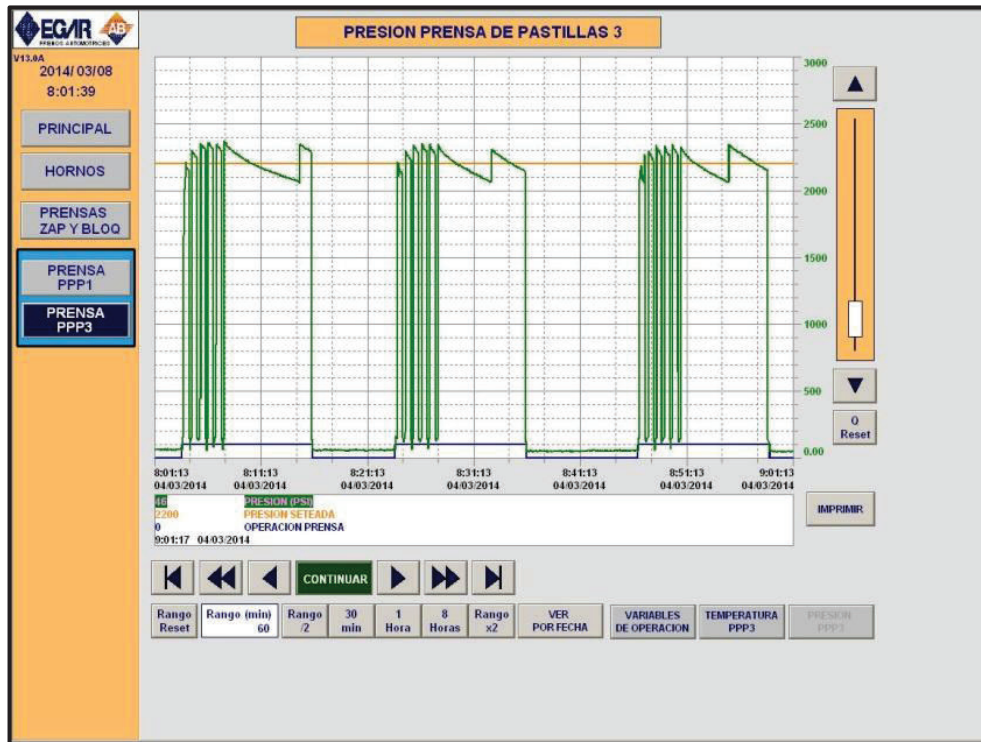 EGAR
AB
FRENOS AUTOMOTRICES
V13.0A
2014/ 03/08
8:01:39
PRINCIPAL
HORNOS
PRENSAS
ZAP Y BLOQ
PRENSA
PPP1
PRENSA
PPP3
PRESION PRENSA DE PASTILLAS 3
3000
2500
2000
1500
1000
500
0.00
0
Reset
8:01:13 8:11:13 8:21:13 8:31:13 8:41:13 8:51:13 9:01:13
04/03/2014 04/03/2014 04/03/2014 04/03/2014 04/03/2014 04/03/2014 04/03/2014
46 PRESION (PSI)
2200 PRESION SETEADA
0 OPERACION PRENSA
9:01:17 04/03/2014
IMPRIMIR
CONTINUAR
Rango
Reset
Rango (min)
60
Rango
/2
30
min
1
Hora
8
Horas
Rango
x2
VER
POR FECHA
VARIABLES
DE OPERACION
TEMPERATURA
PPP3
PRESION
PPP3